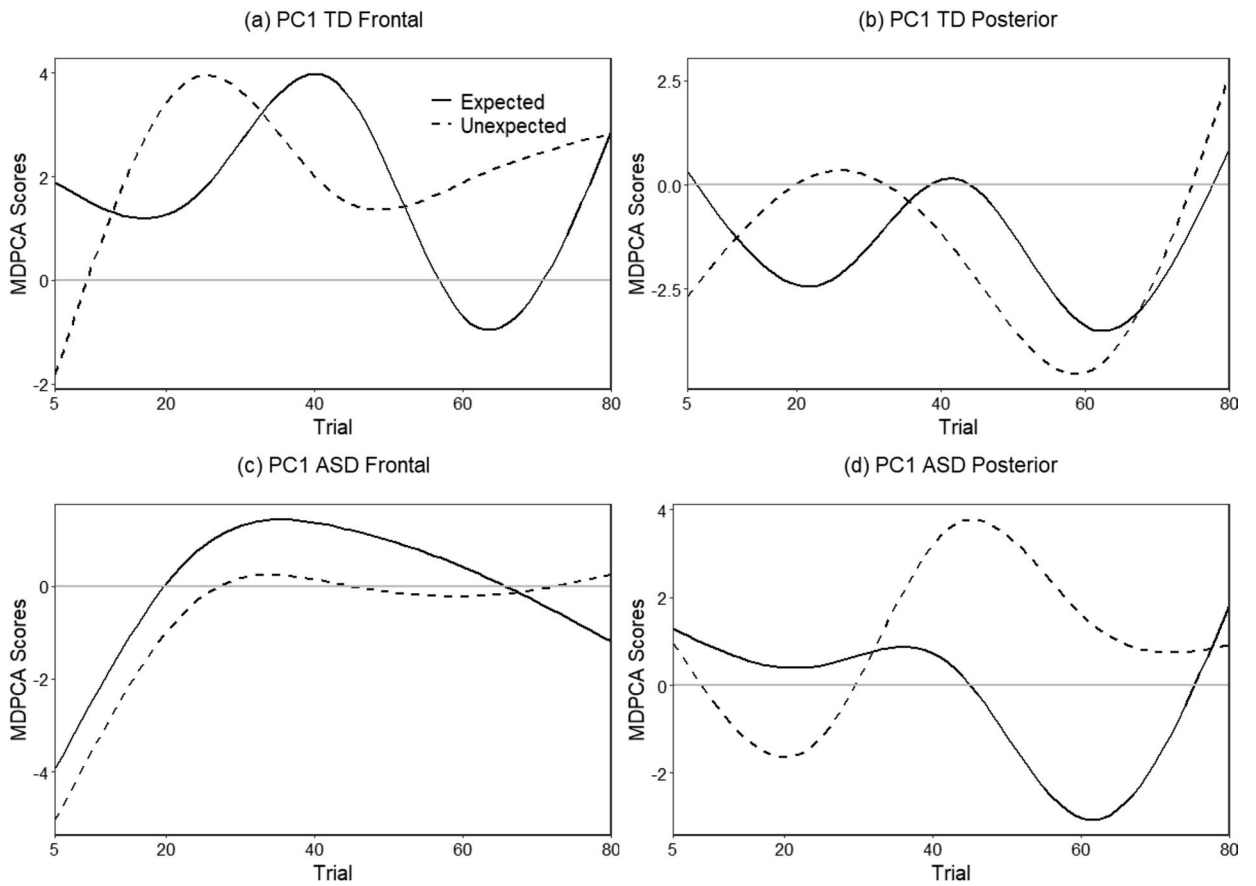 (a) PC1 TD Frontal
4
2
0
-2
MDPCA Scores
Expected
Unexpected
5 20 40 60 80
Trial
(b) PC1 TD Posterior
2.5
0.0
-2.5
MDPCA Scores
5 20 40 60 80
Trial
(c) PC1 ASD Frontal
0
-2
-4
MDPCA Scores
5 20 40 60 80
Trial
(d) PC1 ASD Posterior
4
2
0
-2
MDPCA Scores
5 20 40 60 80
Trial